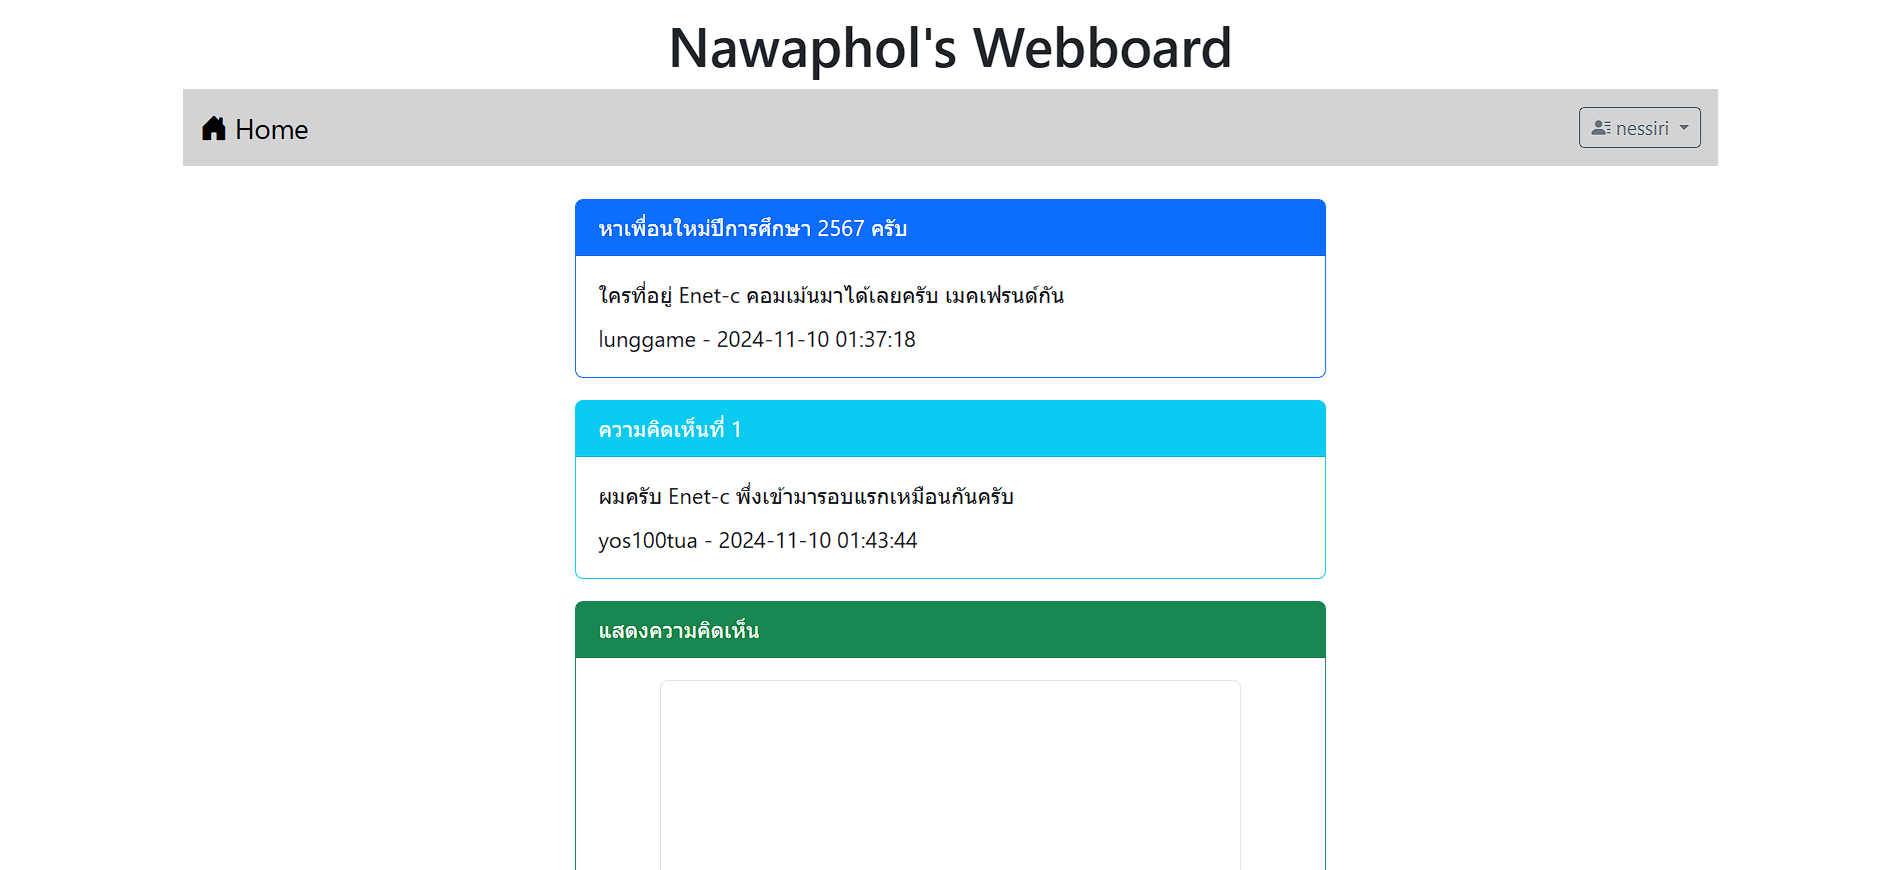 Nawaphol's Webboard
Home
nessiri
หาเพื่อนใหม่ปีการศึกษา 2567 ครับ
ใครที่อยู่ Enet-c คอมเม้นมาได้เลยครับ เมคเฟรนด์กัน
lunggame - 2024-11-10 01:37:18
ความคิดเห็นที่ 1
ผมครับ Enet-c พึ่งเข้ามารอบแรกเหมือนกันครับ
yos100tua - 2024-11-10 01:43:44
แสดงความคิดเห็น